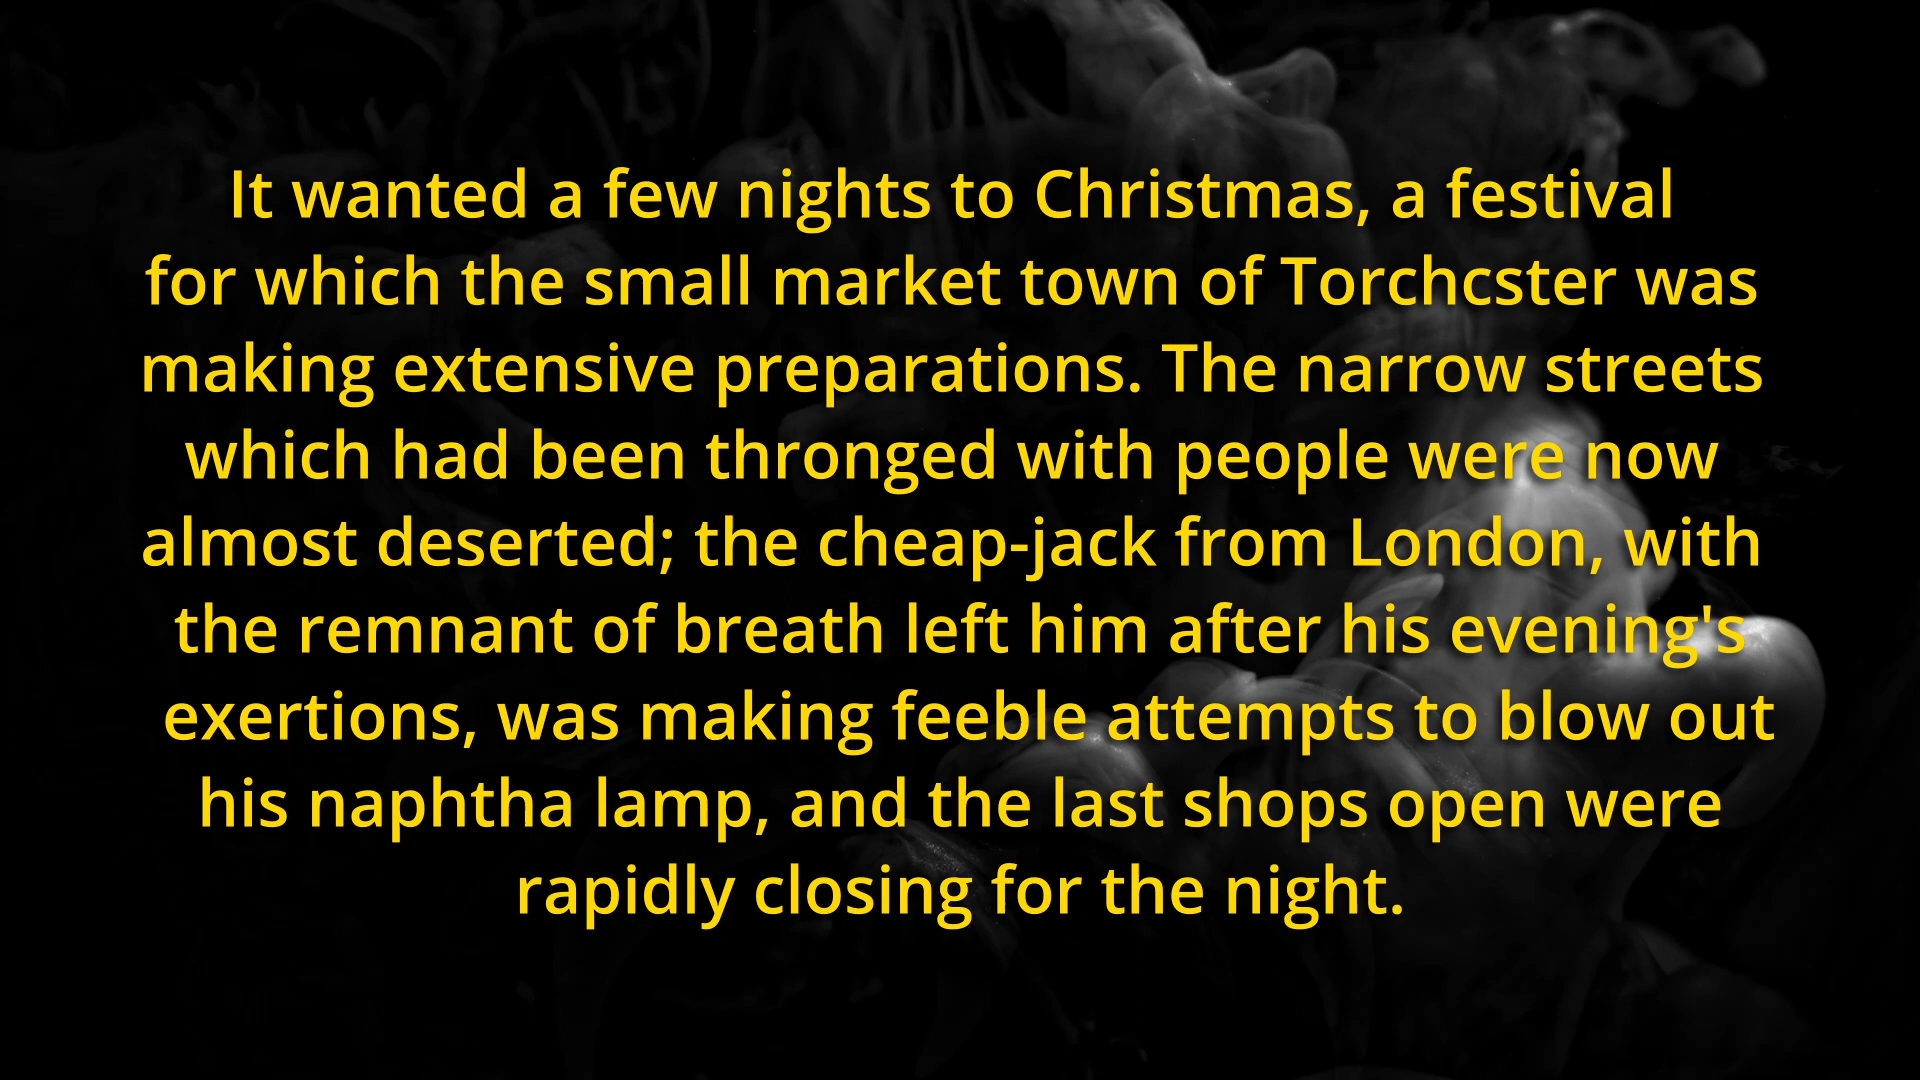 It wanted a few nights to Christmas, a festival
for which the small market town of Torchcster was
making extensive preparations. The narrow streets
which had been thronged with people were now
almost deserted; the cheap-jack from London, with
the remnant of breath left him after his evening's
exertions, was making feeble attempts to blow out
his naphtha lamp, and the last shops open were
rapidly closing for the night.